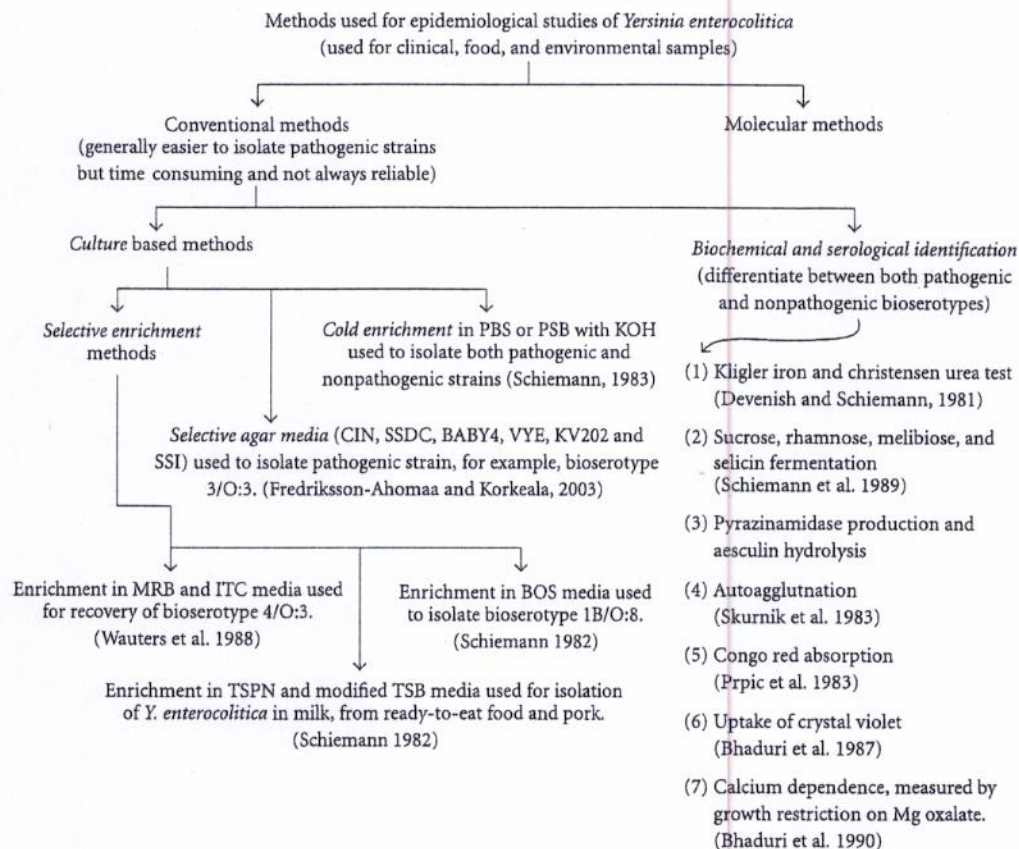 Methods used for epidemiological studies of Yersinia enterocolitica
(used for clinical, food, and environmental samples)
Conventional methods
(generally easier to isolate pathogenic strains
but time consuming and not always reliable)
Molecular methods
Culture based methods
Biochemical and serological identification
(differentiate between both pathogenic
and nonpathogenic bioserotypes)
Selective enrichment
methods
Cold enrichment in PBS or PSB with KOH
used to isolate both pathogenic and
nonpathogenic strains (Schiemann, 1983)
Selective agar media (CIN, SSDC, BABY4, VYE, KV202 and
SSI) used to isolate pathogenic strain, for example, bioserotype
3/O:3. (Fredriksson-Ahomaa and Korkeala, 2003)
Enrichment in MRB and ITC media used
for recovery of bioserotype 4/O:3.
(Wauters et al. 1988)
Enrichment in BOS media used
to isolate bioserotype 1B/O:8.
(Schiemann 1982)
Enrichment in TSPN and modified TSB media used for isolation
of Y. enterocolitica in milk, from ready-to-eat food and pork.
(Schiemann 1982)
(1) Kligler iron and christensen urea test
(Devenish and Schiemann, 1981)
(2) Sucrose, rhamnose, melibiose, and
selicin fermentation
(Schiemann et al. 1989)
(3) Pyrazinamidase production and
aesculin hydrolysis
(4) Autoagglutnation
(Skurnik et al. 1983)
(5) Congo red absorption
(Prpic et al. 1983)
(6) Uptake of crystal violet
(Bhaduri et al. 1987)
(7) Calcium dependence, measured by
growth restriction on Mg oxalate.
(Bhaduri et al. 1990)